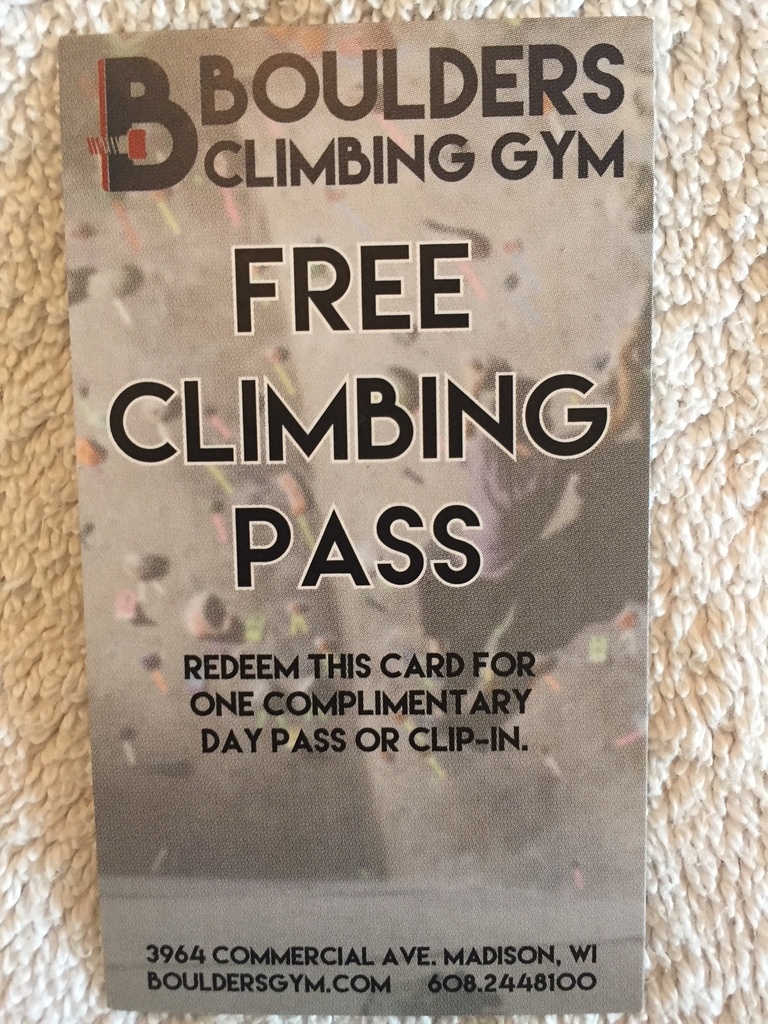 B BOULDERS
CLIMBING GYM
FREE
CLIMBING
PASS
REDEEM THIS CARD FOR
ONE COMPLIMENTARY
DAY PASS OR CLIP-IN.
3964 COMMERCIAL AVE. MADISON, WI
BOULDERSGYM.COM 608.2448100